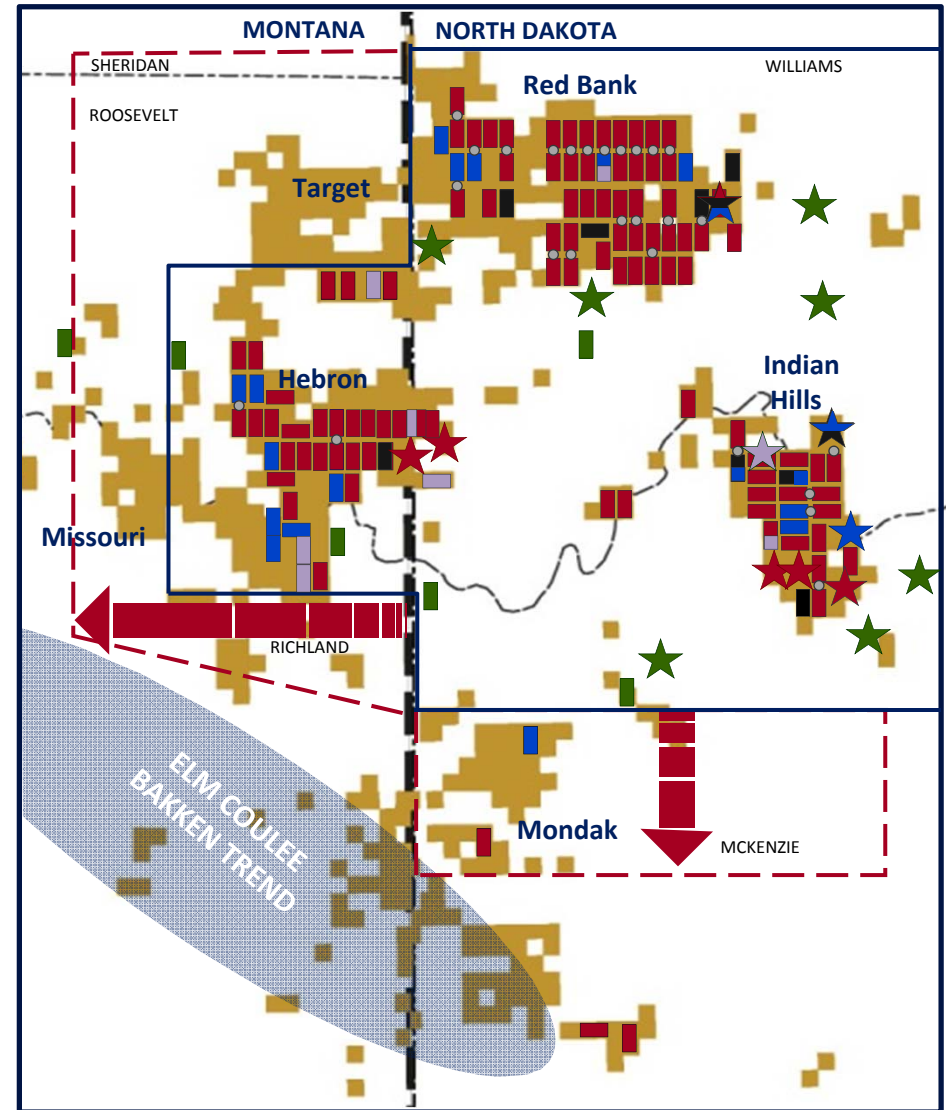 MONTANA
NORTH DAKOTA
SHERIDAN
WILLIAMS
Red Bank
ROOSEVELT
Target
Indian
Hills
Hebron
Missouri
RICHLAND
ELM COULEE
BAKKEN TREND
Mondak
MCKENZIE